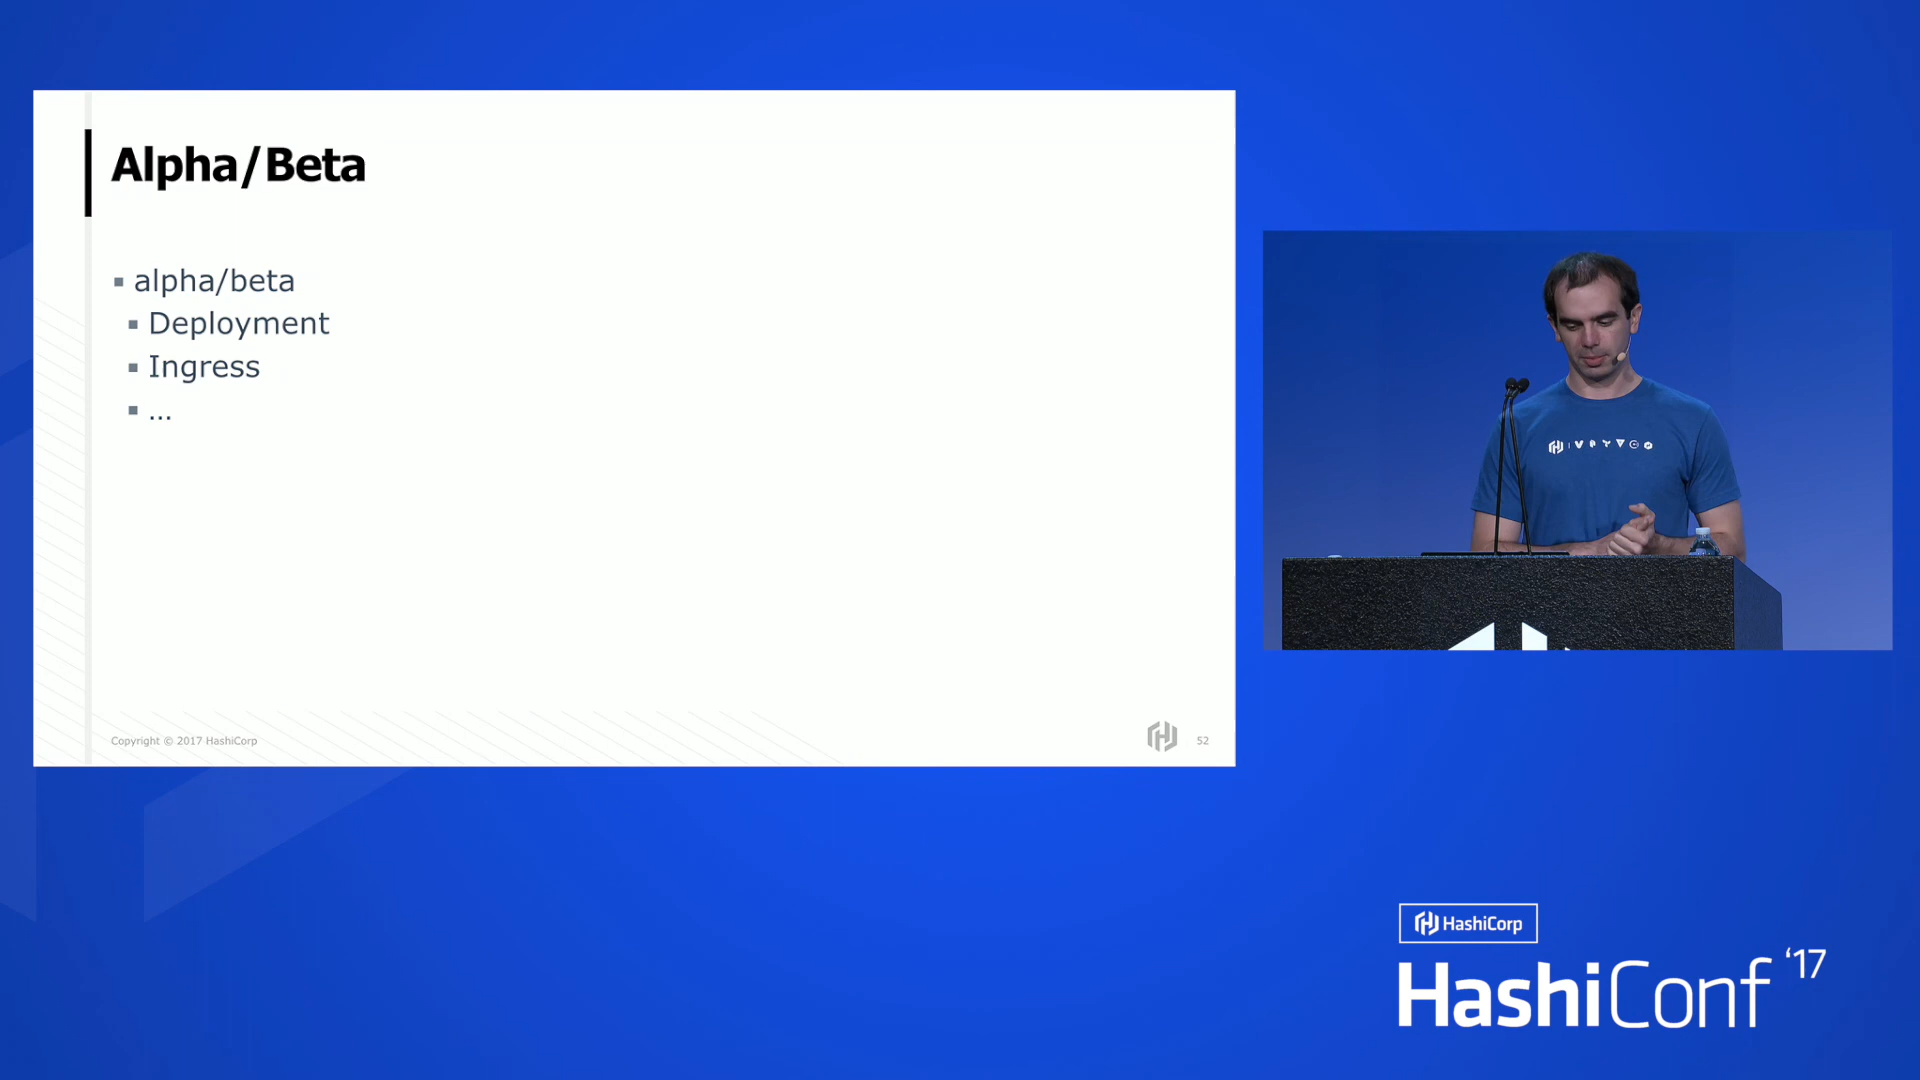 Alpha/Beta
▪ alpha/beta
▪ Deployment
▪ Ingress
▪ ...
Copyright © 2017 HashiCorp
52
HashiCorp
HashiConf '17